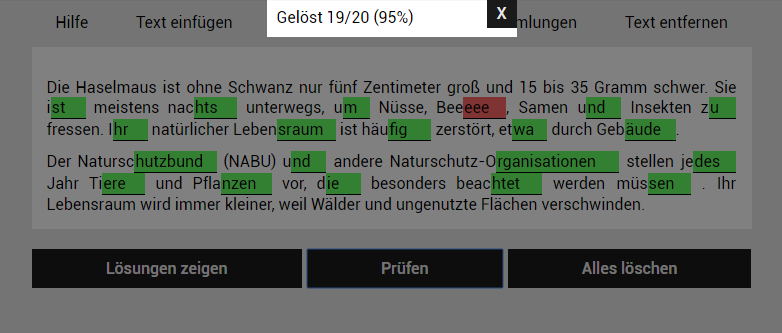 Hilfe Text einfügen mlungen Text entfernen
Gelöst 19/20 (95%) X
Die Haselmaus ist ohne Schwanz nur fünf Zentimeter groß und 15 bis 35 Gramm schwer. Sie
ist meistens nachts unterwegs, um Nüsse, Beeeeee, Samen und Insekten zu
fressen. Ihr natürlicher Lebensraum ist häufig zerstört, etwa durch Gebäude.
Der Naturschutzbund (NABU) und andere Naturschutz-Organisationen stellen jedes
Jahr Tiere und Pflanzen vor, die besonders beachtet werden müssen . Ihr
Lebensraum wird immer kleiner, weil Wälder und ungenutzte Flächen verschwinden.
Lösungen zeigen Prüfen Alles löschen